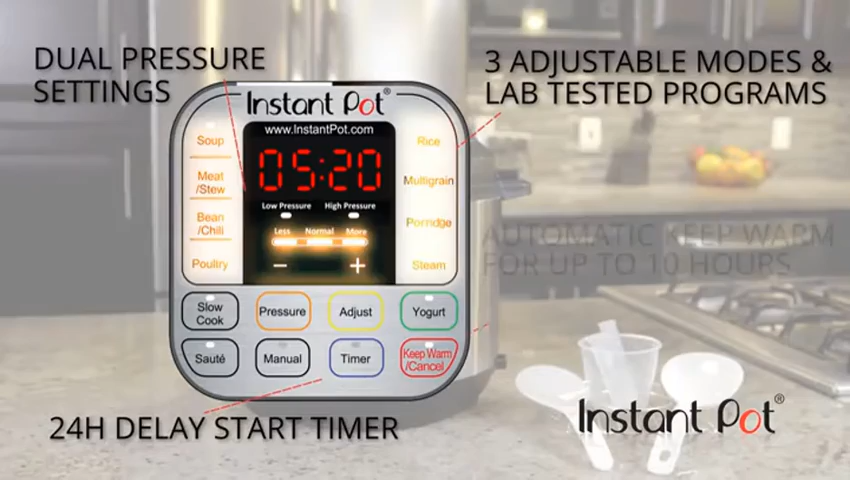 DUAL PRESSURE
SETTINGS
3 ADJUSTABLE MODES &
LAB TESTED PROGRAMS
Instant Pot®
www.InstantPot.com
05:20
Low Pressure High Pressure
Less Normal More
- +
Soup
Meat
/Stew
Bean
/Chili
Poultry
Rice
Multigrain
Porridge
Steam
Slow
Cook
Pressure
Adjust
Yogurt
Sauté
Manual
Timer
Keep Warm
/Cancel
AUTOMATIC KEEP WARM
FOR UP TO 10 HOURS
24H DELAY START TIMER
Instant Pot®